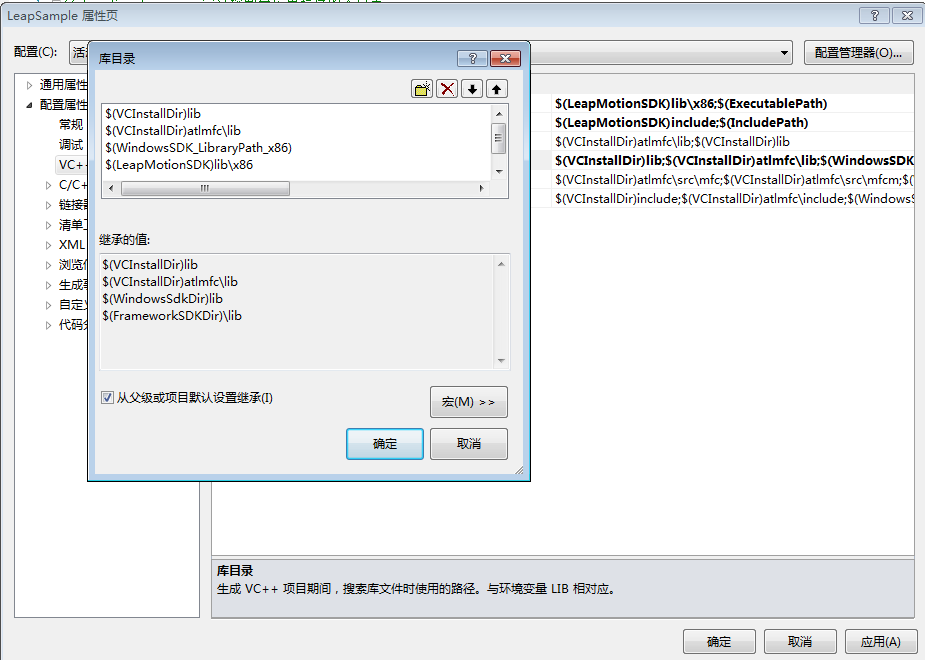 LeapSample 属性页
配置(C):
配置管理器(O)...
通用属性
配置属性
常规
调试
VC+
C/C+
链接器
清单
XML
浏览
生成
自定
代码
$(LeapMotionSDK)lib\x86;$(ExecutablePath)
$(LeapMotionSDK)include;$(IncludePath)
$(VCInstallDir)atlmfc\lib;$(VCInstallDir)lib
$(VCInstallDir)lib;$(VCInstallDir)atlmfc\lib;$(WindowsSDK
$(VCInstallDir)atlmfc\src\mfc;$(VCInstallDir)atlmfc\src\mfcm;$(
$(VCInstallDir)include;$(VCInstallDir)atlmfc\include;$(Windows
库目录
$(VCInstallDir)lib
$(VCInstallDir)atlmfc\lib
$(WindowsSDK_LibraryPath_x86)
$(LeapMotionSDK)lib\x86
继承的值:
$(VCInstallDir)lib
$(VCInstallDir)atlmfc\lib
$(WindowsSdkDir)lib
$(FrameworkSDKDir)\lib
从父级或项目默认设置继承(I)
宏(M) >>
确定
取消
库目录
生成 VC++ 项目期间，搜索库文件时使用的路径。与环境变量 LIB 相对应。
确定
取消
应用(A)